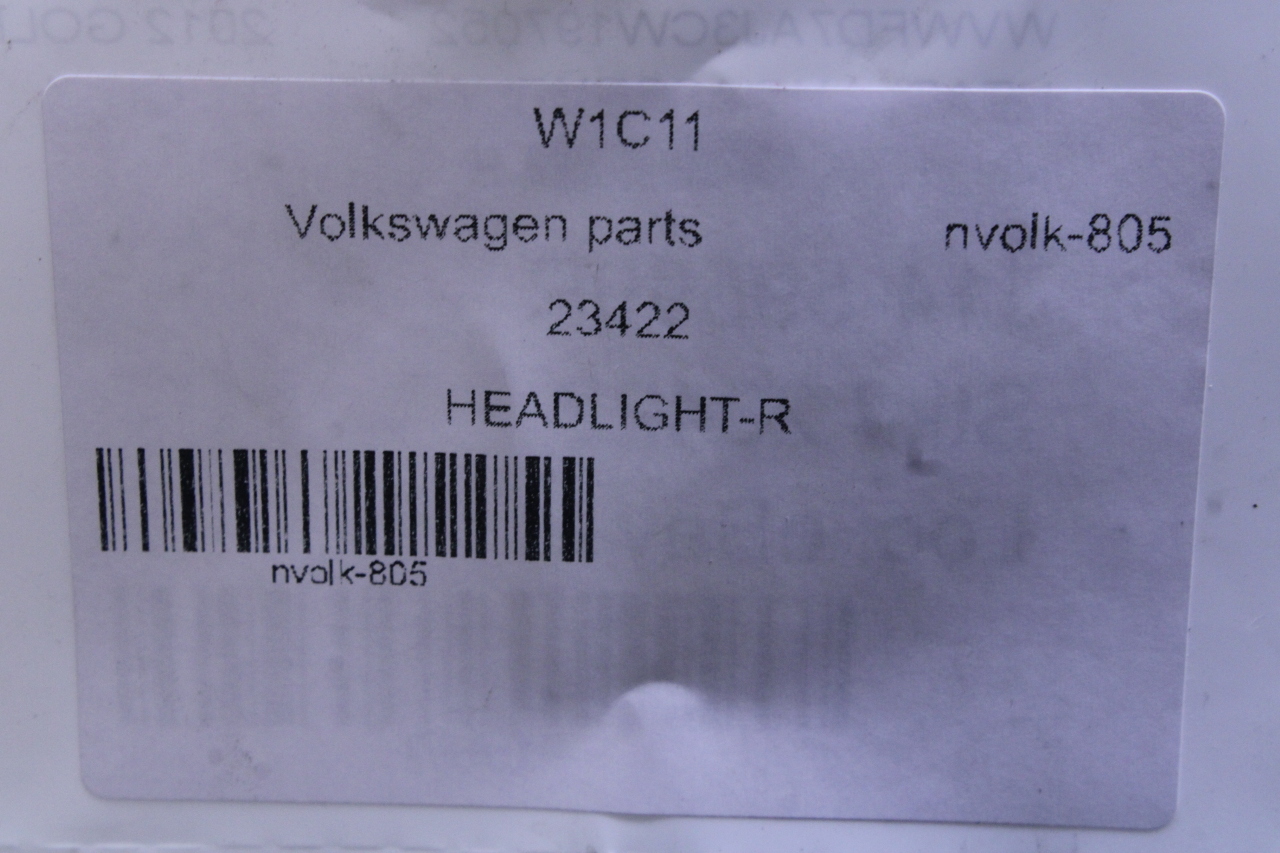 W1C11
Volkswagen parts nvolk-805
23422
HEADLIGHT-R
nvolk-805